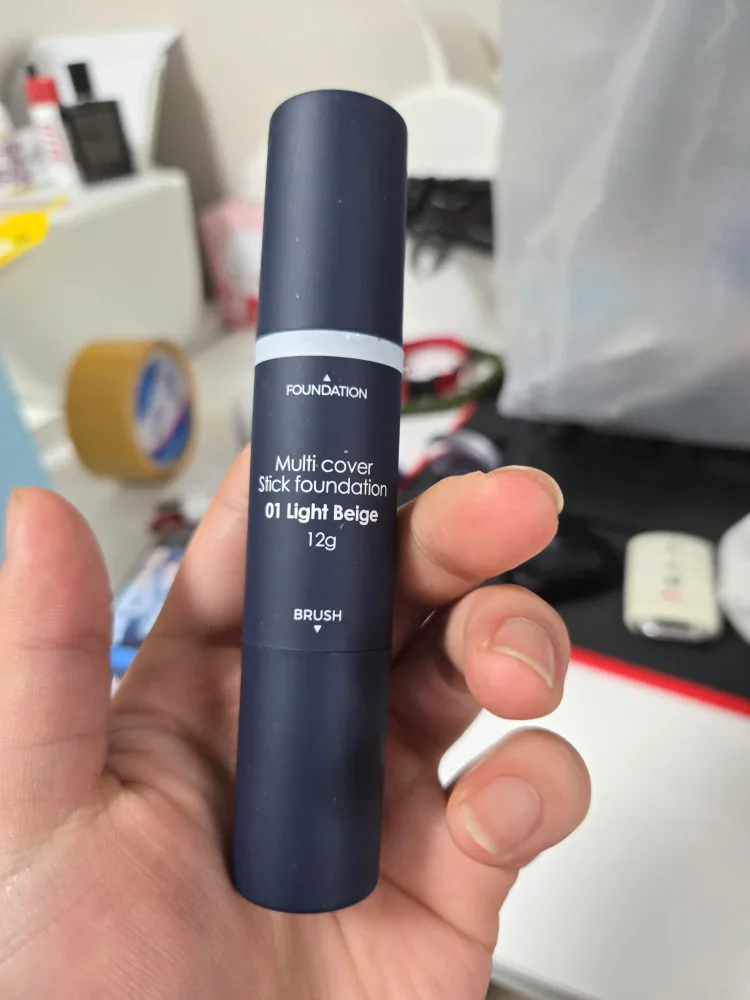 FOUNDATION
Multi cover
Stick foundation
01 Light Beige
12g
BRUSH